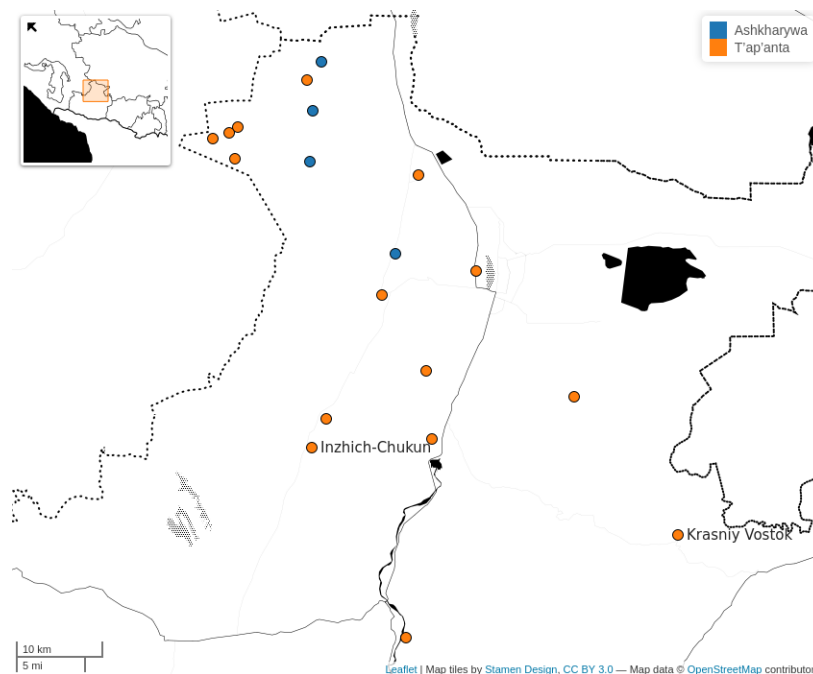 Ashkharywa
T'ap'anta
Inzhich-Chukun
Krasniy Vostok
10 km
5 mi
Leaflet | Map tiles by Stamen Design, CC BY 3.0 — Map data © OpenStreetMap contributor